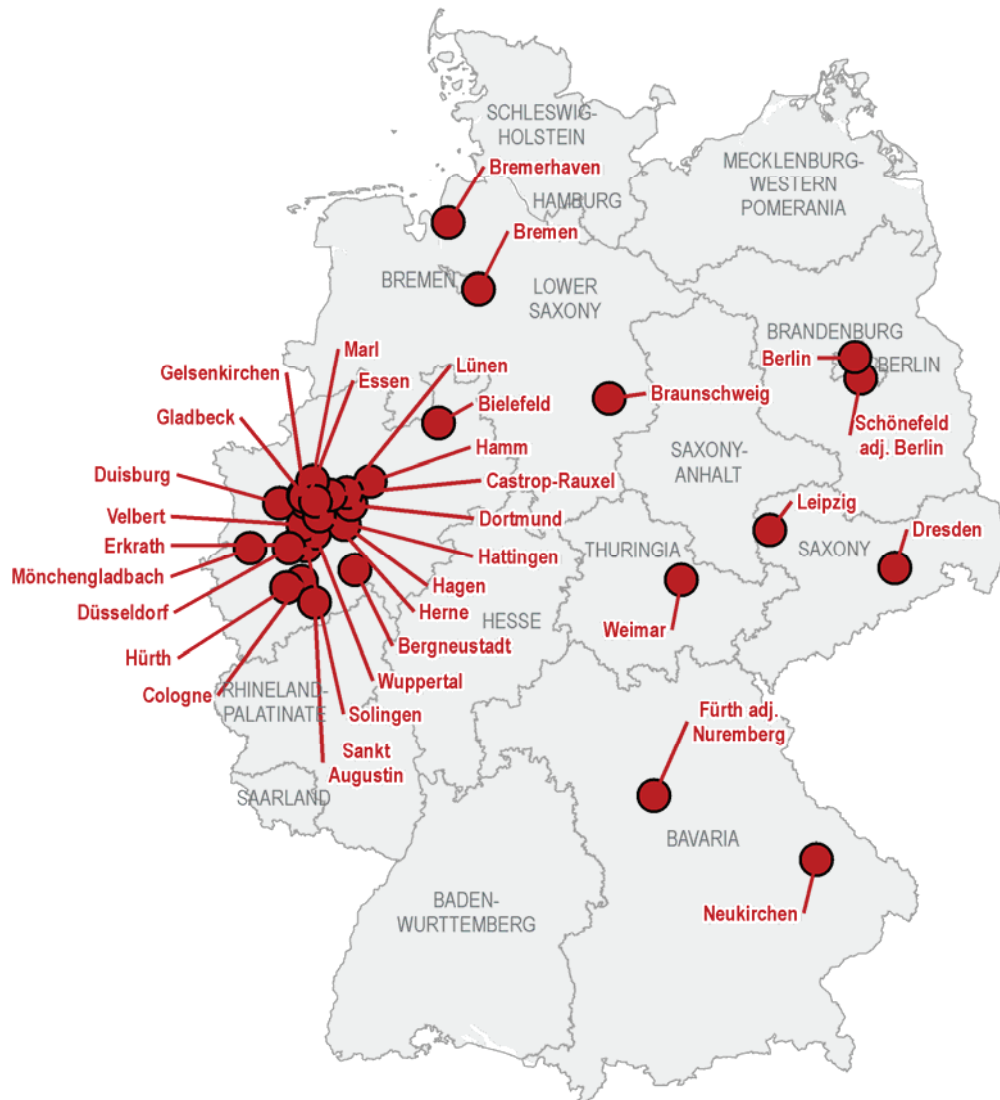 SCHLESWIG-
HOLSTEIN
MECKLENBURG-
WESTERN
POMERANIA
Bremerhaven
HAMBURG
Bremen
BREMEN
LOWER
SAXONY
BRANDENBURG
Berlin
BERLIN
Marl
Lünen
Gelsenkirchen
Essen
Bielefeld
Braunschweig
Schönefeld
adj. Berlin
Gladbeck
Hamm
SAXONY-
ANHALT
Duisburg
Castrop-Rauxel
Leipzig
Velbert
Dortmund
Dresden
Erkrath
Hattingen
THURINGIA
SAXONY
Mönchengladbach
Hagen
Düsseldorf
Herne
HESSE
Weimar
Hürth
Bergneustadt
Cologne
RHINELAND-
PALATINATE
Wuppertal
Solingen
Fürth adj.
Nuremberg
Sankt
Augustin
SAARLAND
BAVARIA
BADEN-
WURTTEMBERG
Neukirchen